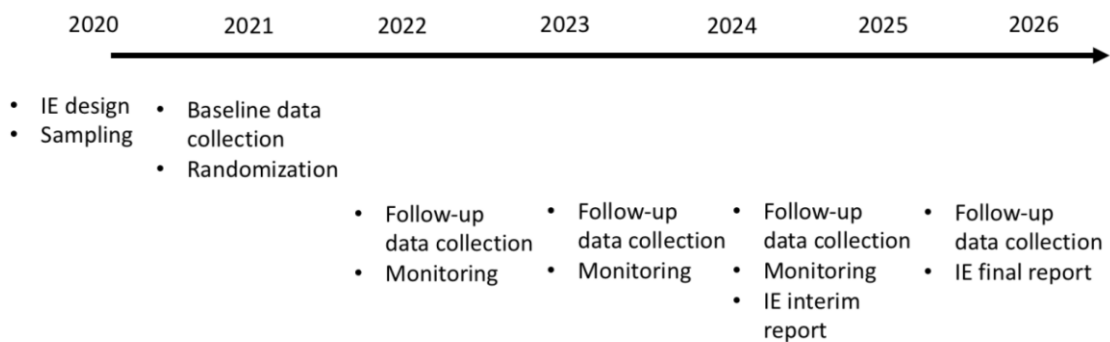 2020 2021 2022 2023 2024 2025 2026
• IE design
• Sampling
• Baseline data
collection
• Randomization
• Follow-up
data collection
• Monitoring
• Follow-up
data collection
• Monitoring
• Follow-up
data collection
• Monitoring
• IE interim
report
• Follow-up
data collection
• IE final report